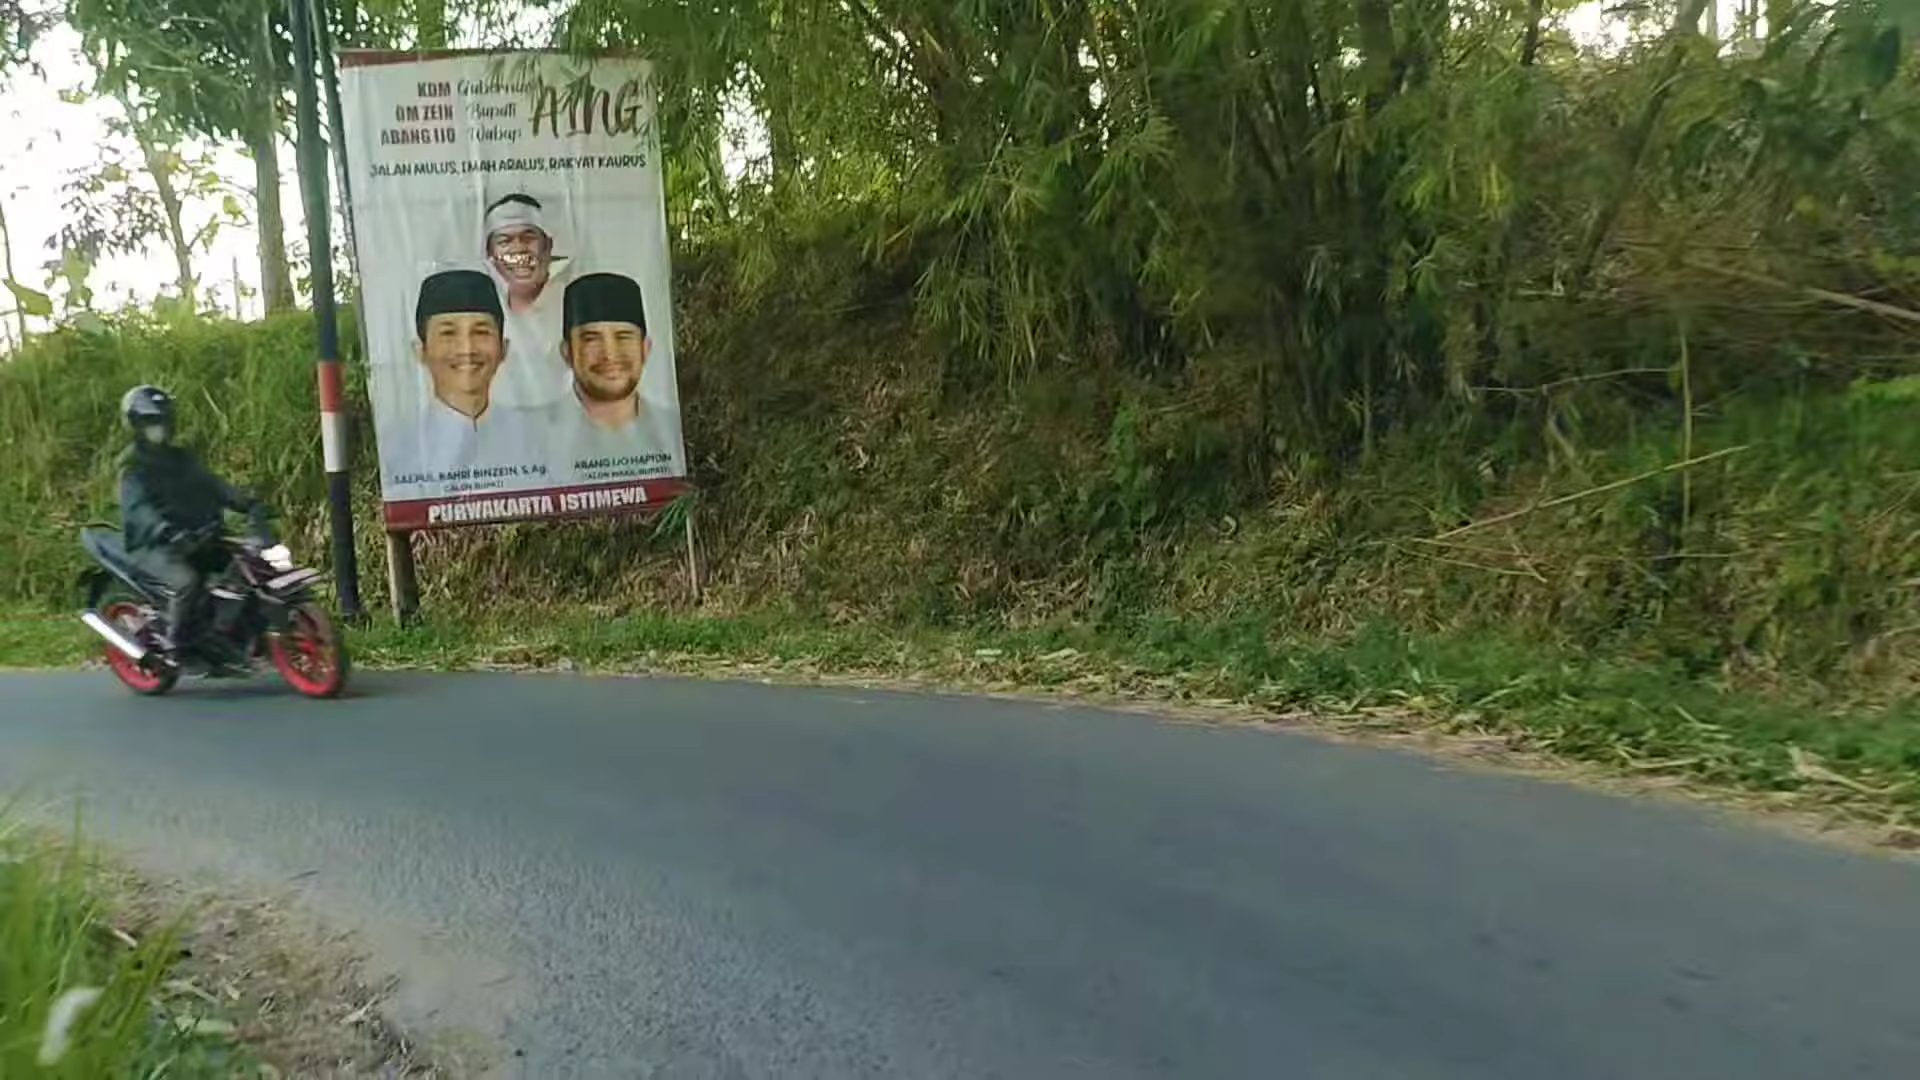 KDM Gubernur AING
OM ZEIN Bupati
ABANG IJO Wabup
JALAN MULUS, IMAH ARALUS, RAKYAT KAURUS
SAEPUL BAHRI BINZEIN, S.Ag.
CALON BUPATI
ABANG IJO HAPIDIN
CALON WAKIL BUPATI
PURWAKARTA ISTIMEWA